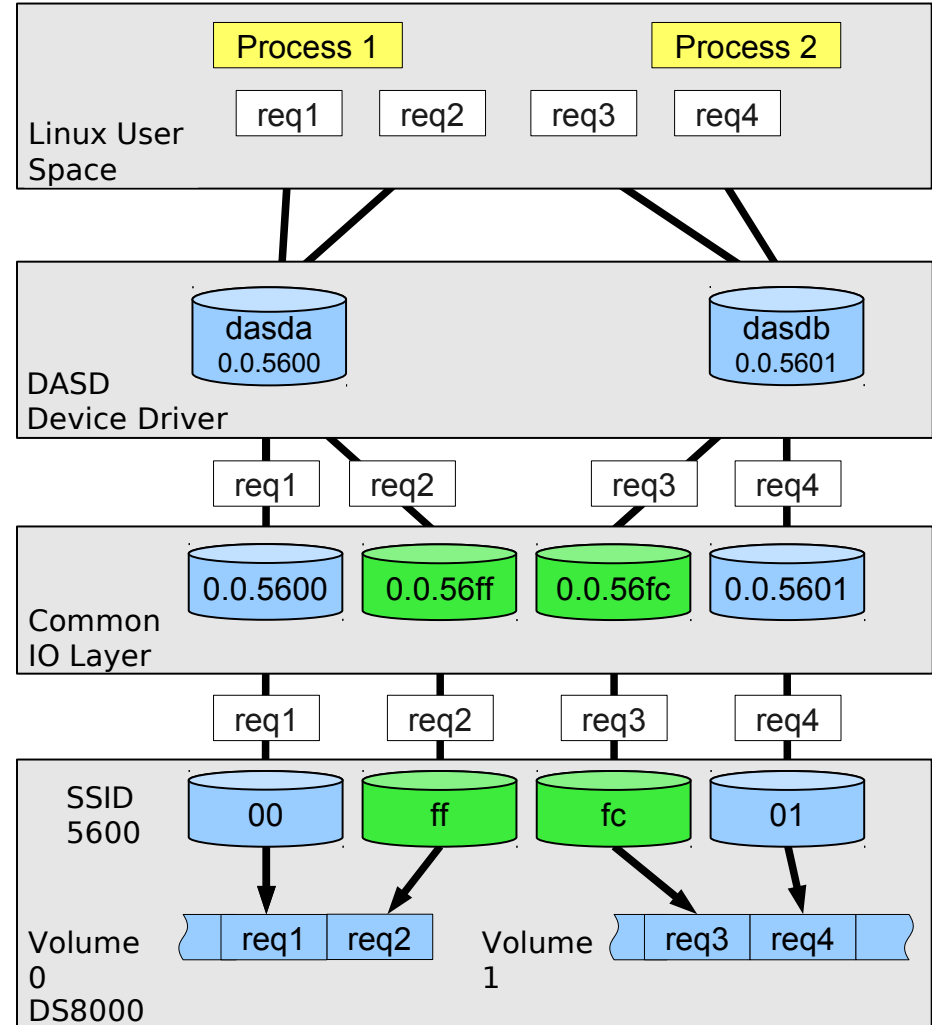 Process 1
Process 2
req1
req2
req3
req4
Linux User
Space
dasda
0.0.5600
dasdb
0.0.5601
DASD
Device Driver
req1
req2
req3
req4
0.0.5600
0.0.56ff
0.0.56fc
0.0.5601
Common
IO Layer
req1
req2
req3
req4
SSID
5600
00
ff
fc
01
Volume
0
DS8000
req1
req2
Volume
1
req3
req4